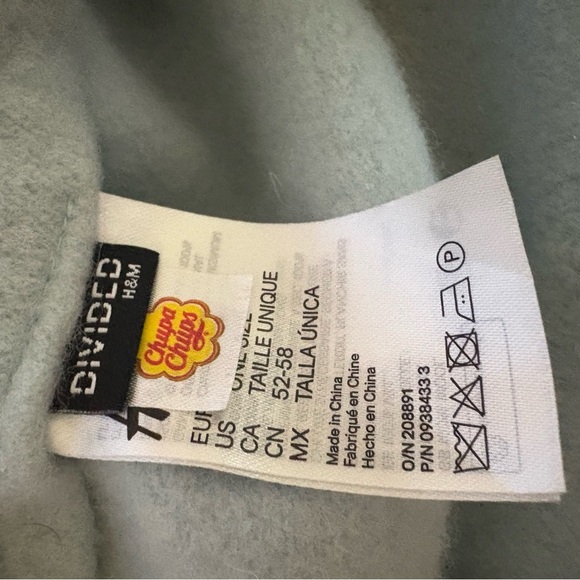 DIVIDED
H&M
Chupa
Chups
EUR
US ONE SIZE
CA TAILLE UNIQUE
CN 52-58
MX TALLA ÚNICA
Made in China
Fabriqué en Chine
Hecho en China
O/N 208891
P/N 0938433 3
P